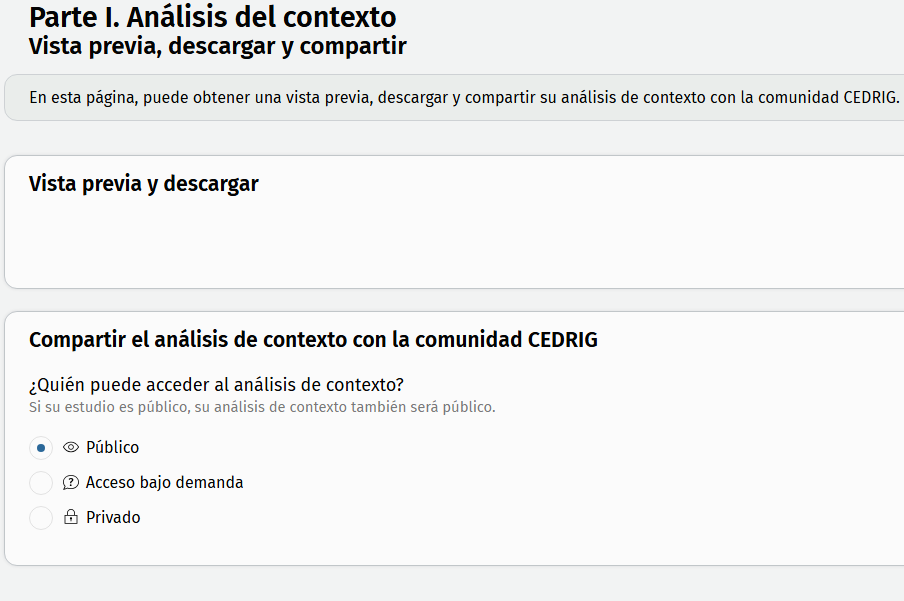 Parte I. Análisis del contexto
Vista previa, descargar y compartir
En esta página, puede obtener una vista previa, descargar y compartir su análisis de contexto con la comunidad CEDRIG.
Vista previa y descargar
Compartir el análisis de contexto con la comunidad CEDRIG
¿Quién puede acceder al análisis de contexto?
Si su estudio es público, su análisis de contexto también será público.
Público
Acceso bajo demanda
Privado